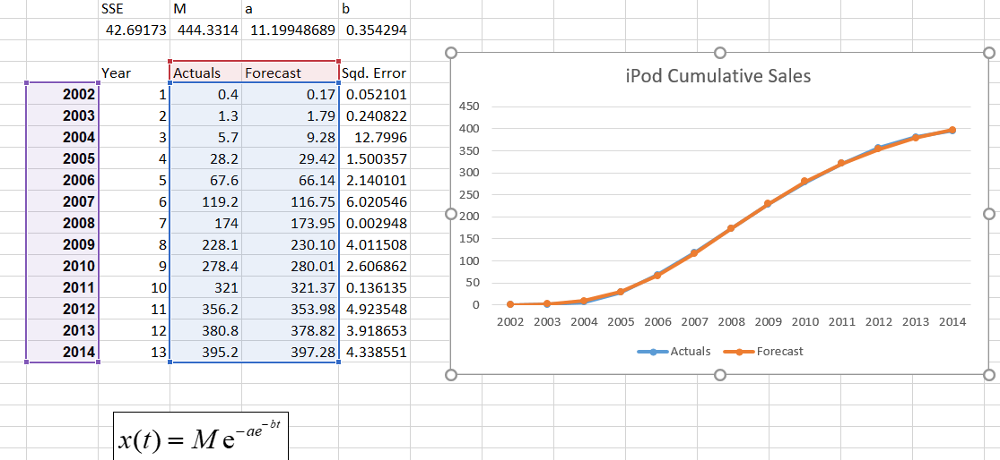 SSE M a b
42.69173 444.3314 11.19948689 0.354294
Year Actuals Forecast Sqd. Error
2002 1 0.4 0.17 0.052101
2003 2 1.3 1.79 0.240822
2004 3 5.7 9.28 12.7996
2005 4 28.2 29.42 1.500357
2006 5 67.6 66.14 2.140101
2007 6 119.2 116.75 6.020546
2008 7 174 173.95 0.002948
2009 8 228.1 230.10 4.011508
2010 9 278.4 280.01 2.606862
2011 10 321 321.37 0.136135
2012 11 356.2 353.98 4.923548
2013 12 380.8 378.82 3.918653
2014 13 395.2 397.28 4.338551
iPod Cumulative Sales
450
400
350
300
250
200
150
100
50
0
2002 2003 2004 2005 2006 2007 2008 2009 2010 2011 2012 2013 2014
Actuals Forecast
x(t) = M e^{-ae^{-bt}}